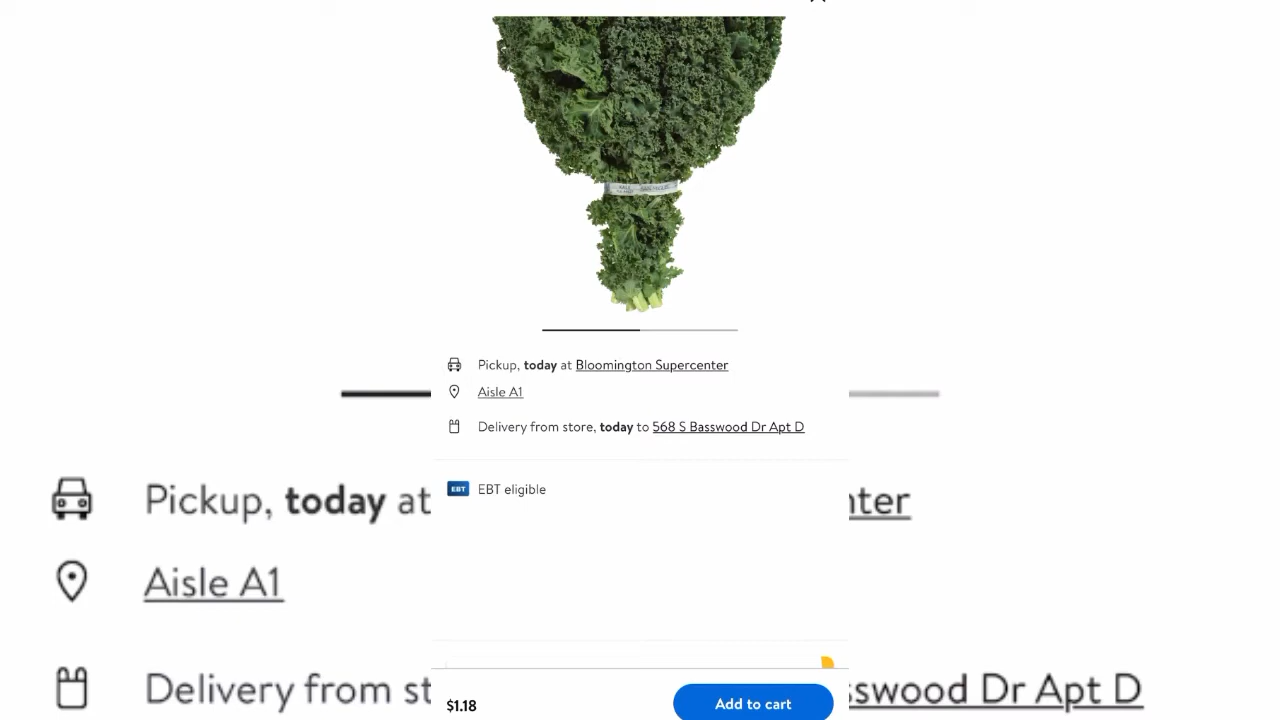 Pickup, today at Bloomington Supercenter
Aisle A1
Delivery from store, today to 568 S Basswood Dr Apt D
EBT EBT eligible
$1.18
Add to cart
Pickup, today at
nter
Aisle A1
Delivery from st
sswood Dr Apt D